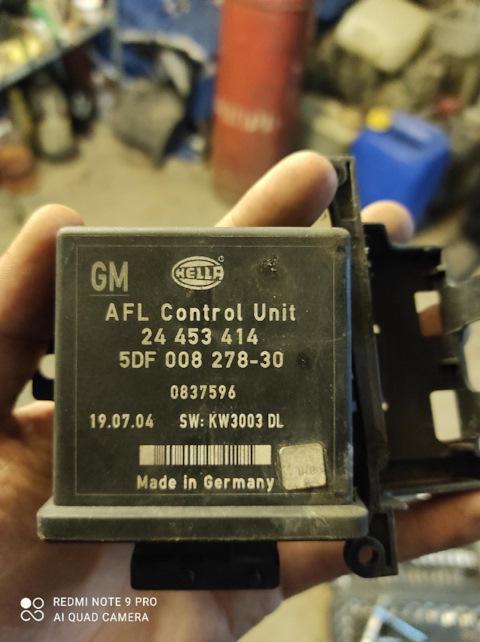 GM HELLA
AFL Control Unit
24 453 414
5DF 008 278-30
0837596
19.07.04 SW: KW3003 DL
Made in Germany
REDMI NOTE 9 PRO
AI QUAD CAMERA